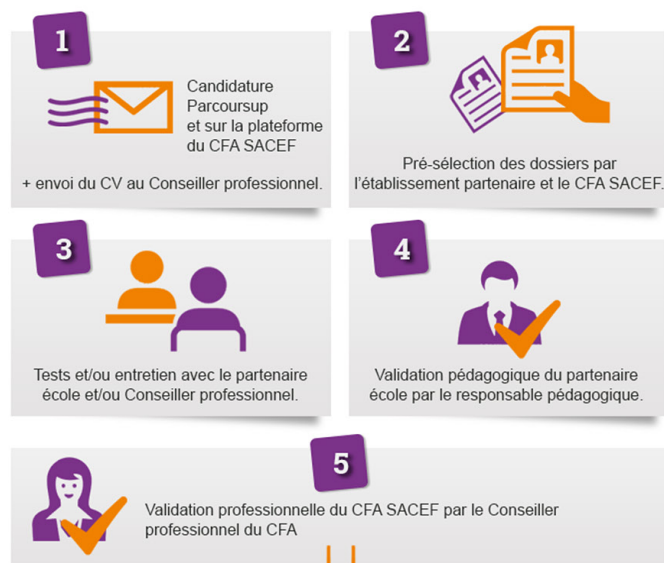 1
Candidature
Parcoursup
et sur la plateforme
du CFA SACEF
+ envoi du CV au Conseiller professionnel.
2
Pré-sélection des dossiers par
l'établissement partenaire et le CFA SACEF.
3
Tests et/ou entretien avec le partenaire
école et/ou Conseiller professionnel.
4
Validation pédagogique du partenaire
école par le responsable pédagogique.
5
Validation professionnelle du CFA SACEF par le Conseiller
professionnel du CFA